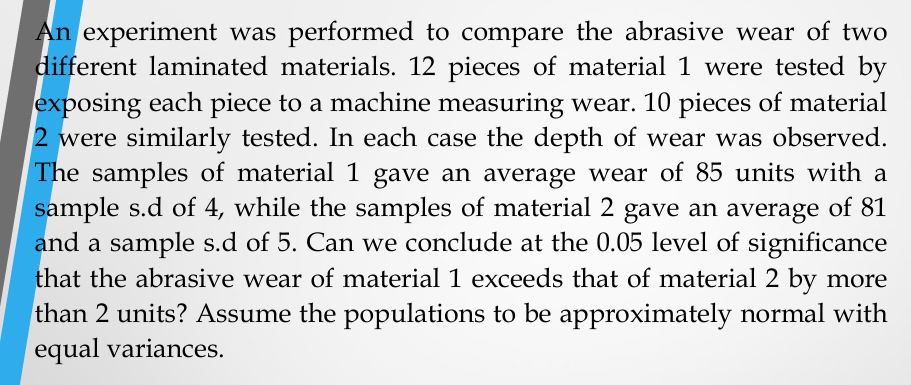 An experiment was performed to compare the abrasive wear of two
different laminated materials. 12 pieces of material 1 were tested by
exposing each piece to a machine measuring wear. 10 pieces of material
2 were similarly tested. In each case the depth of wear was observed.
The samples of material 1 gave an average wear of 85 units with a
sample s.d of 4, while the samples of material 2 gave an average of 81
and a sample s.d of 5. Can we conclude at the 0.05 level of significance
that the abrasive wear of material 1 exceeds that of material 2 by more
than 2 units? Assume the populations to be approximately normal with
equal variances.